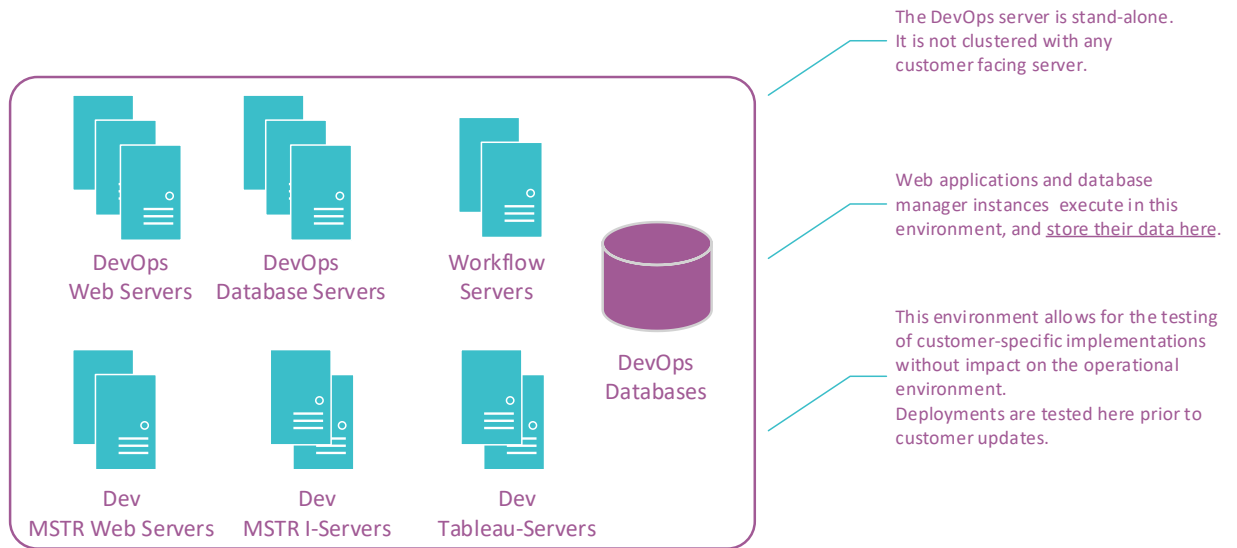 The DevOps server is stand-alone.
It is not clustered with any
customer facing server.
DevOps
Web Servers
DevOps
Database Servers
Workflow
Servers
Web applications and database
manager instances execute in this
environment, and store their data here.
DevOps
Databases
This environment allows for the testing
of customer-specific implementations
without impact on the operational
environment.
Deployments are tested here prior to
customer updates.
Dev
MSTR Web Servers
Dev
MSTR I-Servers
Dev
Tableau-Servers